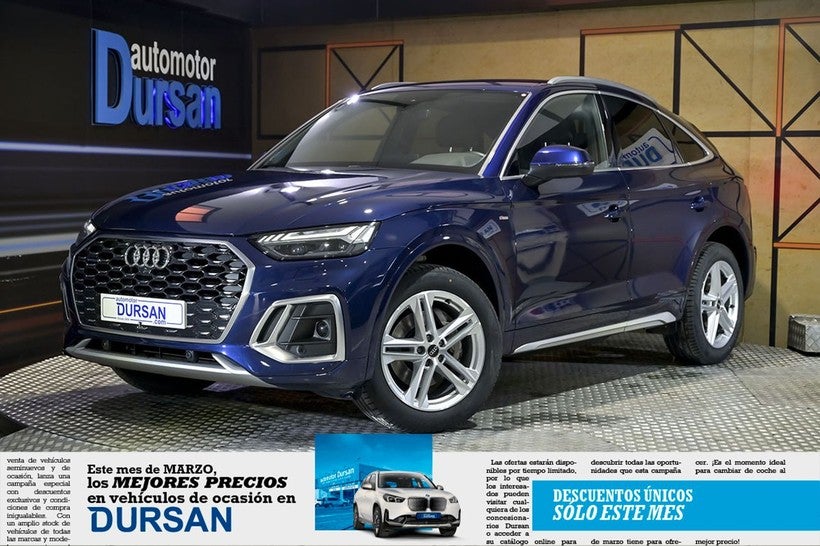 automotor
Dursan
automotor
DURSAN
.com
venta de vehículos
seminuevos y de
ocasión, lanza una
campaña especial
con descuentos
exclusivos y condi-
ciones de compra
inigualables. Con
un amplio stock de
vehículos de todas
las marcas y mode-
Este mes de MARZO,
los MEJORES PRECIOS
en vehículos de ocasión en
DURSAN
automotor Dursan
Las ofertas estarán dispo-
nibles por tiempo limitado,
por lo que
los interesa-
dos pueden
visitar cual-
quiera de los
concesiona-
rios Dursan
o acceder a
su catálogo online para
descubrir todas las oportu-
nidades que esta campaña
de marzo tiene para ofre-
cer. ¡Es el momento ideal
para cambiar de coche al
mejor precio!
DESCUENTOS ÚNICOS
SÓLO ESTE MES